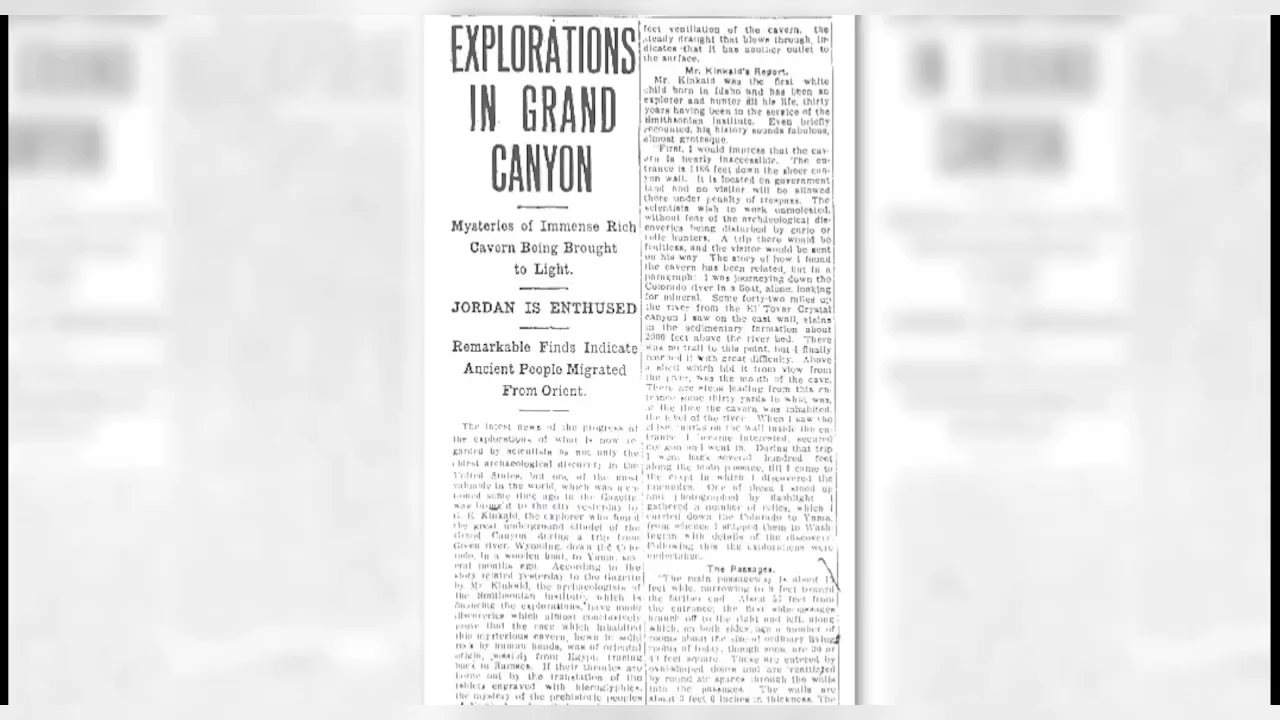 EXPLORATIONS
IN GRAND
CANYON
Mysteries of Immense Rich
Cavern Being Brought
to Light.
JORDAN IS ENTHUSED
Remarkable Finds Indicate
Ancient People Migrated
From Orient.
The latest news of the progress of
the explorations of what is now re-
garded by scientists as not only the
oldest archaeological discovery in the
United States, but one of the most
valuable in the world, which was
some time ago in the Gazette,
was brought to the city yesterday by
G. E. Kinkaid, the explorer who found
the great underground citadel of the
Grand Canyon during a trip from
Green river, Wyoming, down the
in a wooden boat, to Yuma,
months ago. According to the
story related yesterday to the Gazette
by Mr. Kinkaid, the archaeologists of
the Smithsonian Institute, which is
financing the explorations, have made
discoveries which almost conclusively
prove that the race which inhabited
this mysterious cavern, hewn in solid
rock by human hands, was of oriental
origin, possibly from Egypt, tracing
back to Ramses. If their theories are
borne out by the translation of the
tablets engraved with hieroglyphics,
the mystery of the prehistoric peoples
fect ventilation of the cavern, the
steady draught that blows through, in-
dicates that it has another outlet to
the surface.
Mr. Kinkaid's Report.
Mr. Kinkaid was the first white
child born in Idaho and has been an
explorer and hunter all his life, thirty
years having been in the service of the
Smithsonian Institute. Even briefly
recounted, his history sounds fabulous,
almost grotesque.
"First, I would impress that the cav-
ern is nearly inaccessible. The en-
trance is 1486 feet down the sheer can-
yon wall. It is located on government
land and no visitor will be allowed
there under penalty of trespass. The
scientists wish to work unmolested,
without fear of the archaeological dis-
coveries being disturbed by curio or
relic hunters. A trip there would be
fruitless, and the visitor would be sent
on his way. The story of how I found
the cavern has been related, but in a
paragraph: I was journeying down the
Colorado river in a boat, alone, looking
for mineral. Some forty-two miles up
the river from the El Tovar Crystal
canyon I saw on the east wall, stains
in the sedimentary formation about
2000 feet above the river bed. There
was no trail to this point, but I finally
reached it with great difficulty. Above
a shelf which hid it from view from
the river, was the mouth of the cave.
There are steps leading from this en-
trance some thirty yards to what was,
at the time the cavern was inhabited,
the level of the river. When I saw the
chisel marks on the wall inside the en-
trance, I became interested, secured
my gun and went in. During that trip
I went back several hundred feet
along the main passage, till I came to
the crypt in which I discovered the
mummies. One of these I stood up
and photographed by flashlight. I
gathered a number of relics, which I
carried down the Colorado to Yuma,
from whence I shipped them to Wash-
ington with details of the discovery.
Following this the explorations were
undertaken.
The Passages.
"The main passageway is about 12
feet wide, narrowing to 9 feet toward
the farther end. About 57 feet from
the entrance, the first side-passages
branch off to the right and left, along
which, on both sides, are a number of
rooms about the size of ordinary living
rooms of today, though some are 30 or
40 feet square. These are entered by
oval-shaped doors and are ventilated
by round air spaces through the walls
into the passages. The walls are
about 3 feet 6 inches in thickness. The